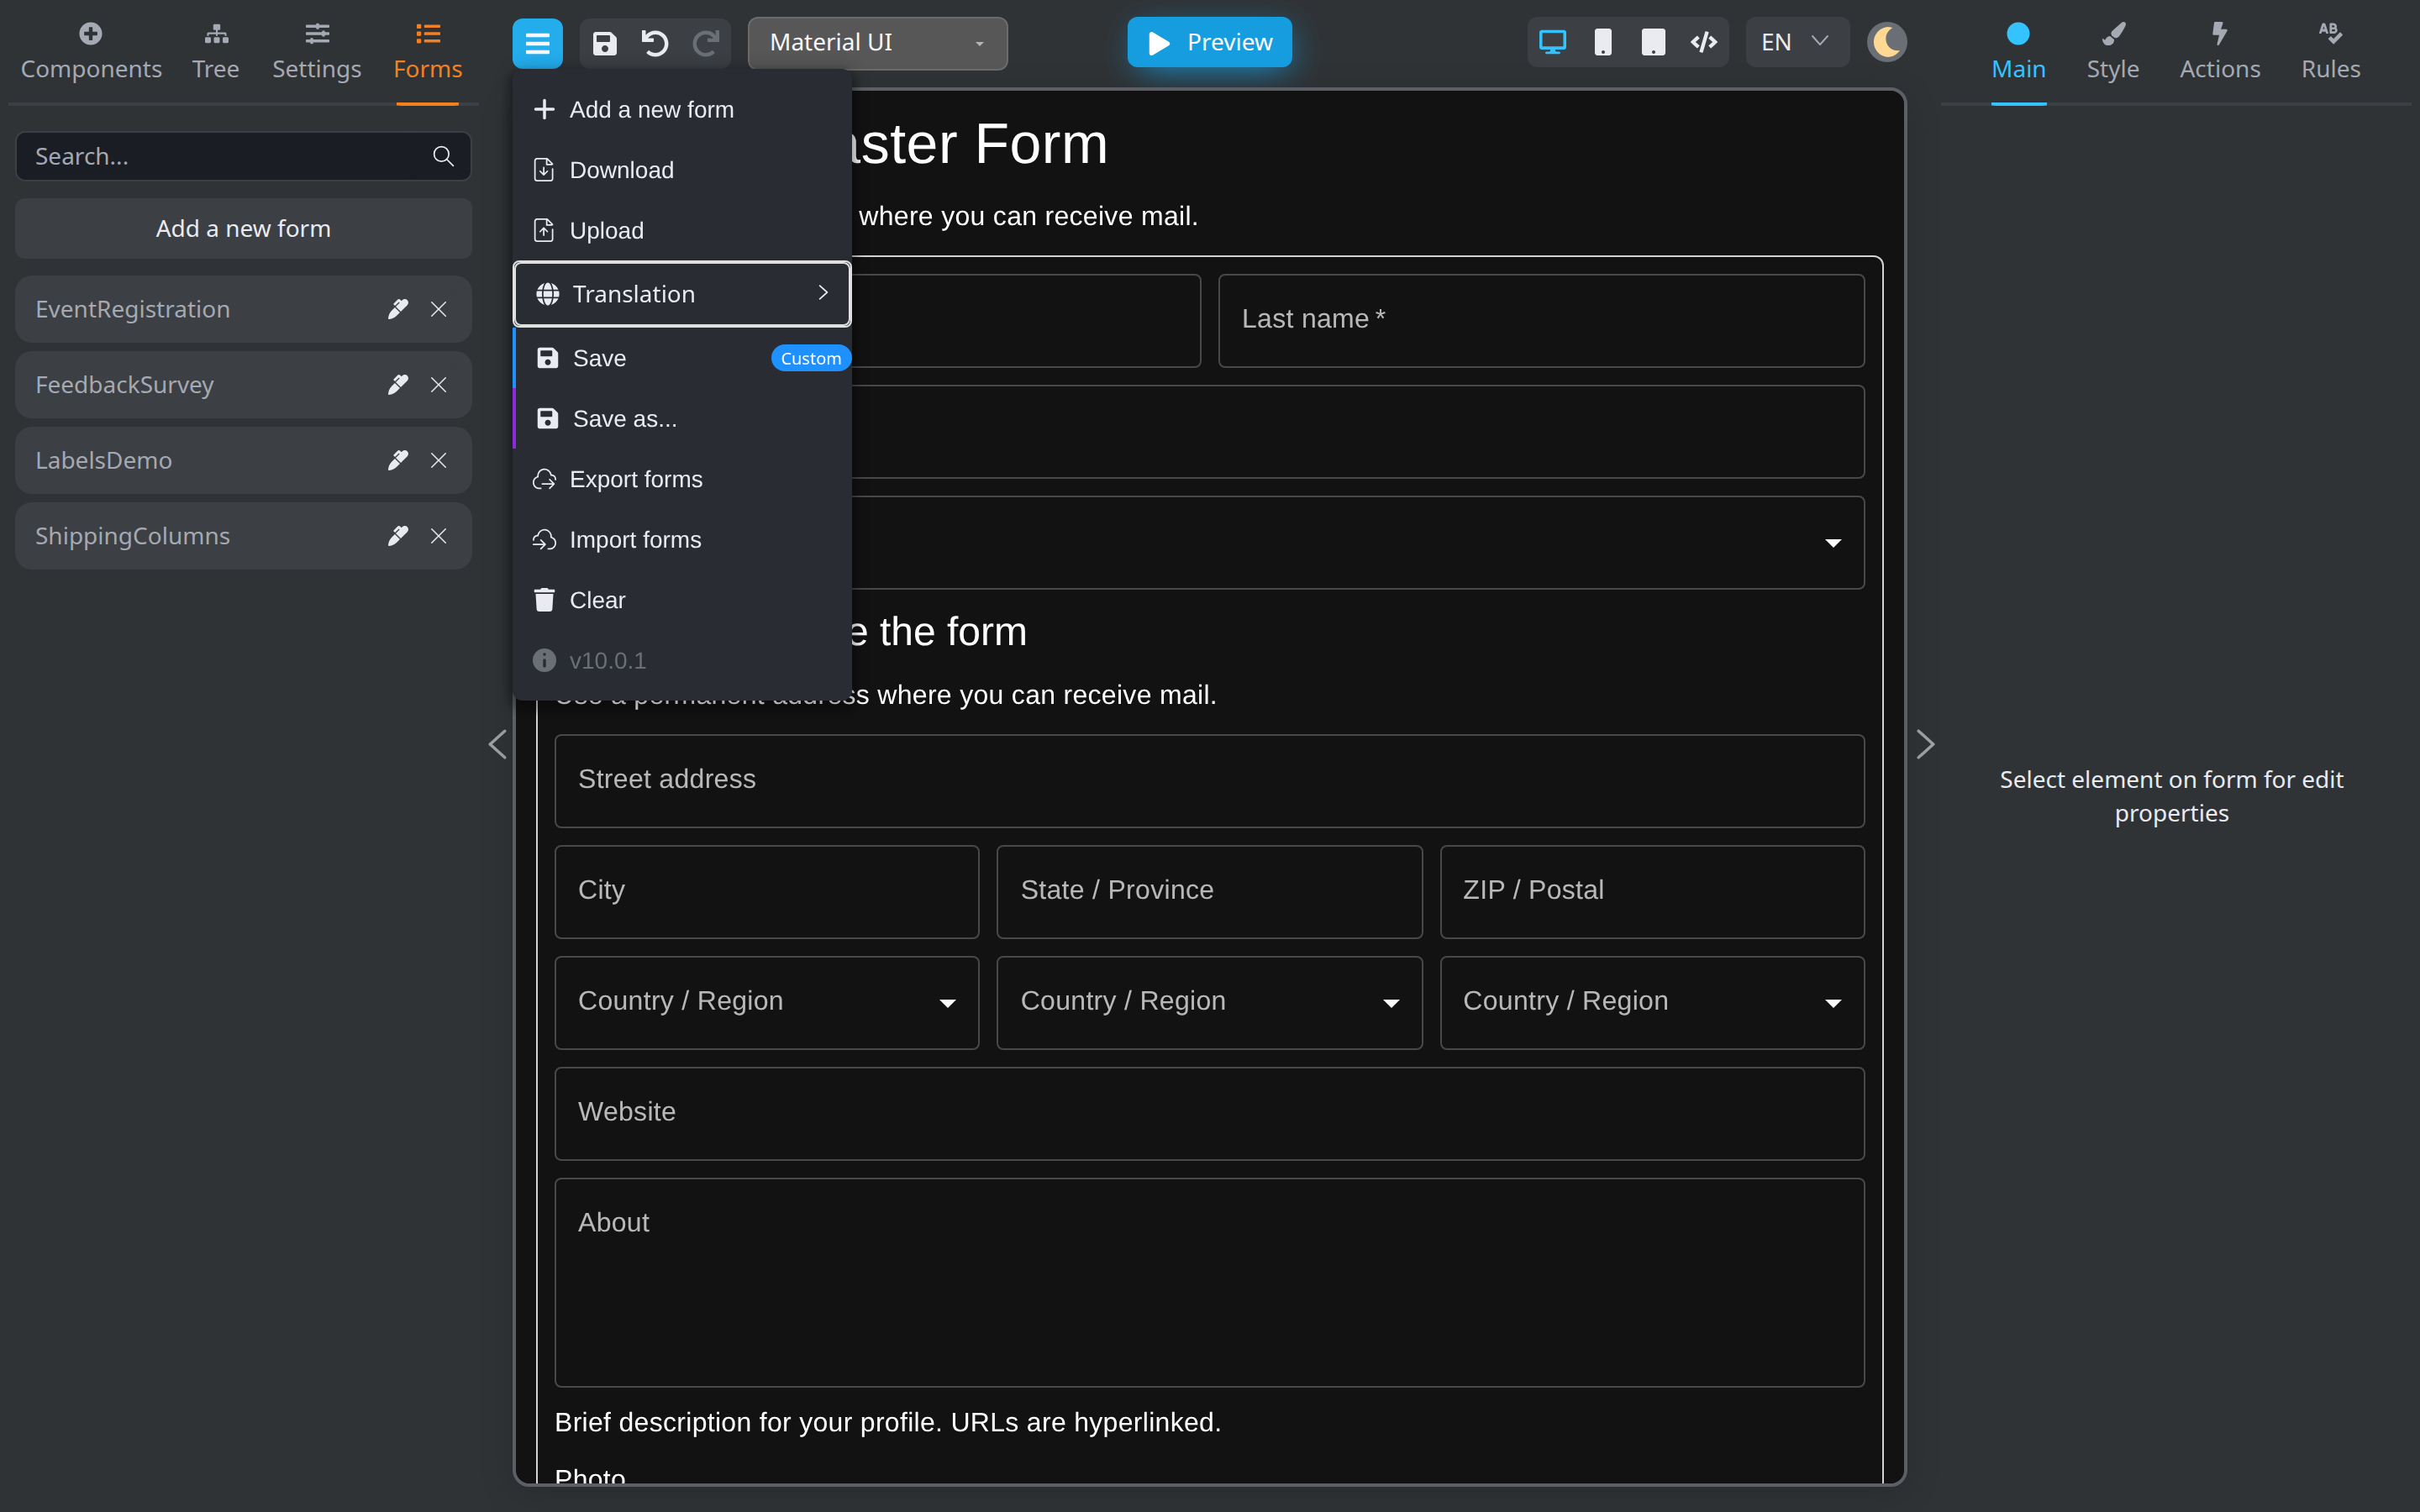 Components
Tree
Settings
Forms
Material UI
Preview
EN
Main
Style
Actions
AB
Rules
Search...
Add a new form
EventRegistration
FeedbackSurvey
LabelsDemo
ShippingColumns
Add a new form
Download
Upload
Translation
Save
Custom
Save as...
Export forms
Import forms
Clear
v10.0.1
aster Form
where you can receive mail.
Last name *
e the form
Use a permanent address where you can receive mail.
Street address
City
State / Province
ZIP / Postal
Country / Region
Country / Region
Country / Region
Website
About
Brief description for your profile. URLs are hyperlinked.
Photo
Select element on form for edit
properties